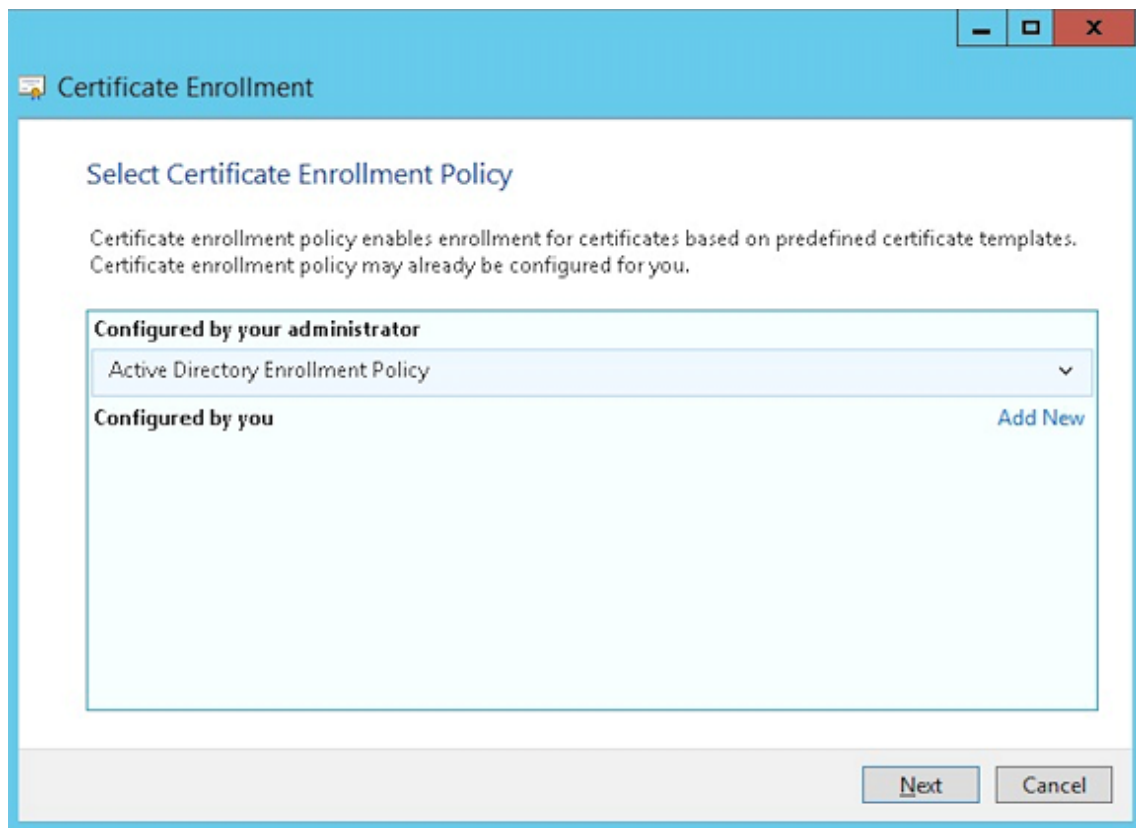 Certificate Enrollment
Select Certificate Enrollment Policy
Certificate enrollment policy enables enrollment for certificates based on predefined certificate templates.
Certificate enrollment policy may already be configured for you.
Configured by your administrator
Active Directory Enrollment Policy
Configured by you Add New
Next Cancel